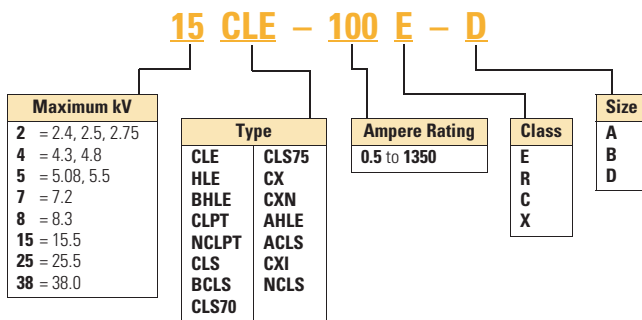 15 CLE – 100 E – D
Maximum kV
2 = 2.4, 2.5, 2.75
4 = 4.3, 4.8
5 = 5.08, 5.5
7 = 7.2
8 = 8.3
15 = 15.5
25 = 25.5
38 = 38.0
Type
CLE CLS75
HLE CX
BHLE CXN
CLPT AHLE
NCLPT ACLS
CLS CXI
BCLS NCLS
CLS70
Ampere Rating
0.5 to 1350
Class
E
R
C
X
Size
A
B
D